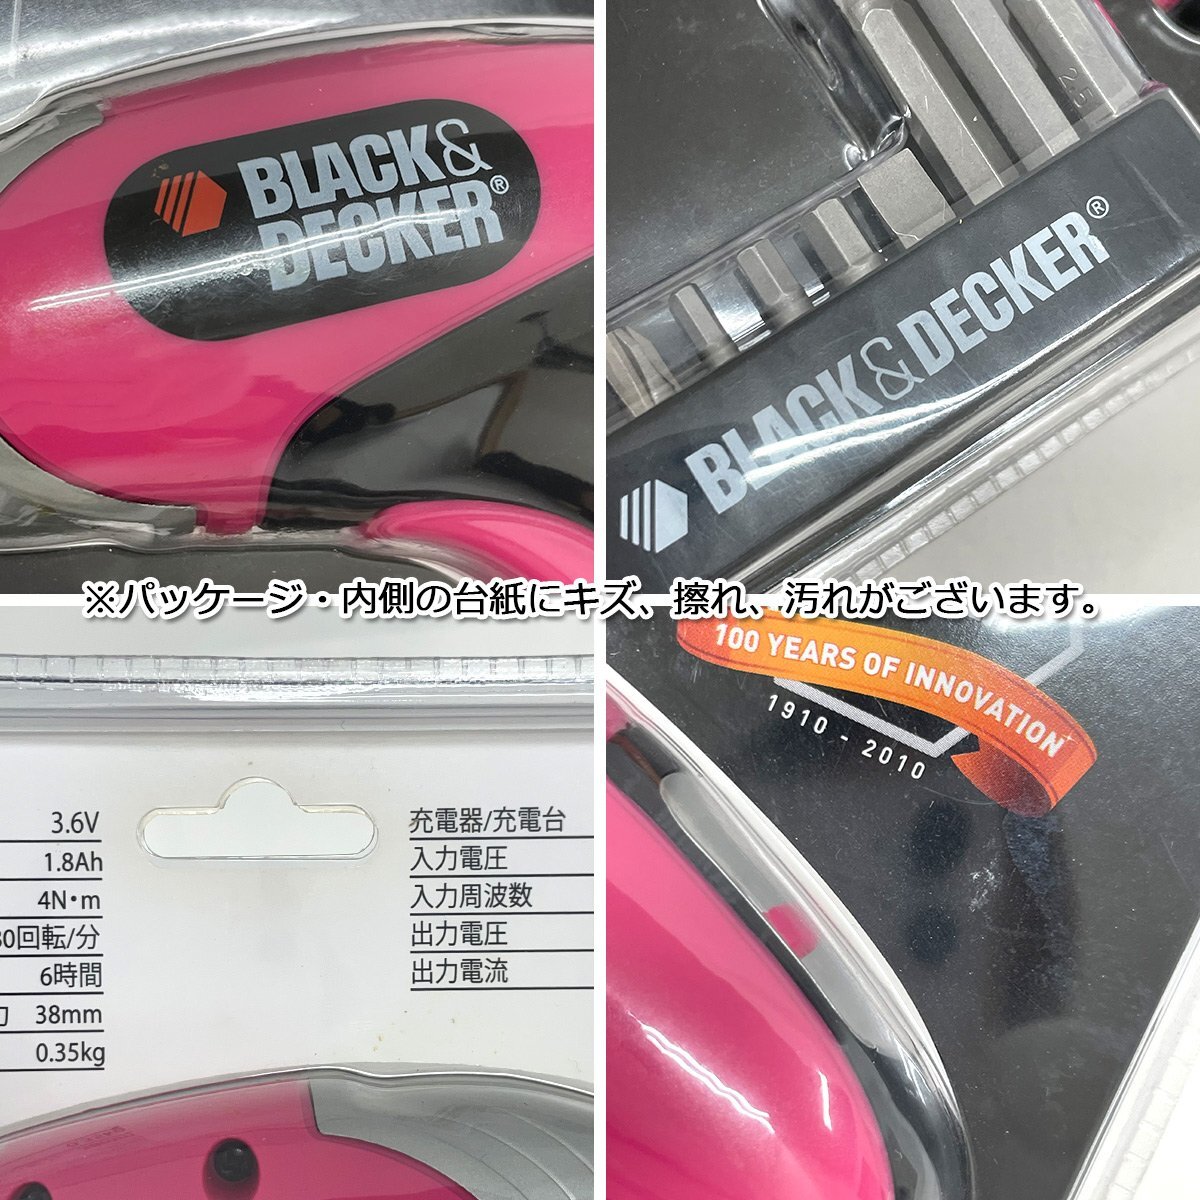 BLACK&
DECKER®
BLACK&DECKER®
25
※パッケージ・内側の台紙にキズ、擦れ、汚れがございます。
3.6V
1.8Ah
4N・m
0回転/分
6時間
38mm
0.35kg
充電器/充電台
入力電圧
入力周波数
出力電圧
出力電流
100 YEARS OF INNOVATION
1910 - 2010